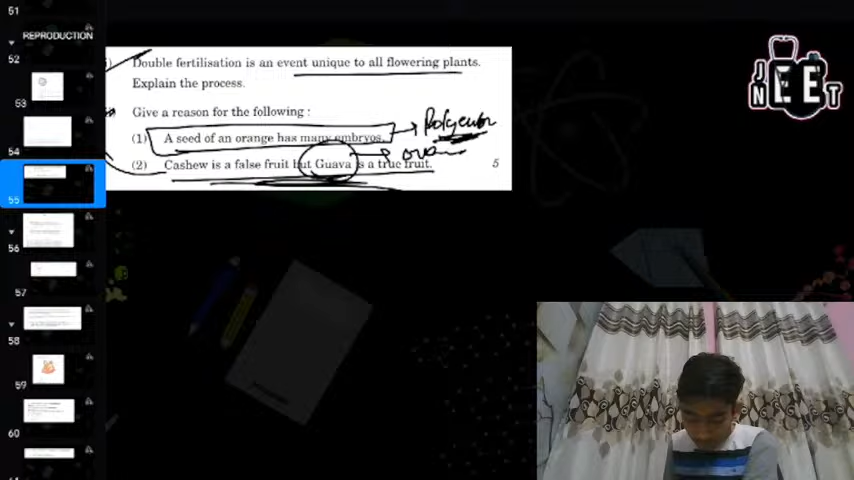 51
REPRODUCTION
52
53
54
55
56
57
58
59
60
Double fertilisation is an event unique to all flowering plants.
Explain the process.
Give a reason for the following :
(1) A seed of an orange has many embryos.
(2) Cashew is a false fruit but Guava is a true fruit.
5
J
N EE T